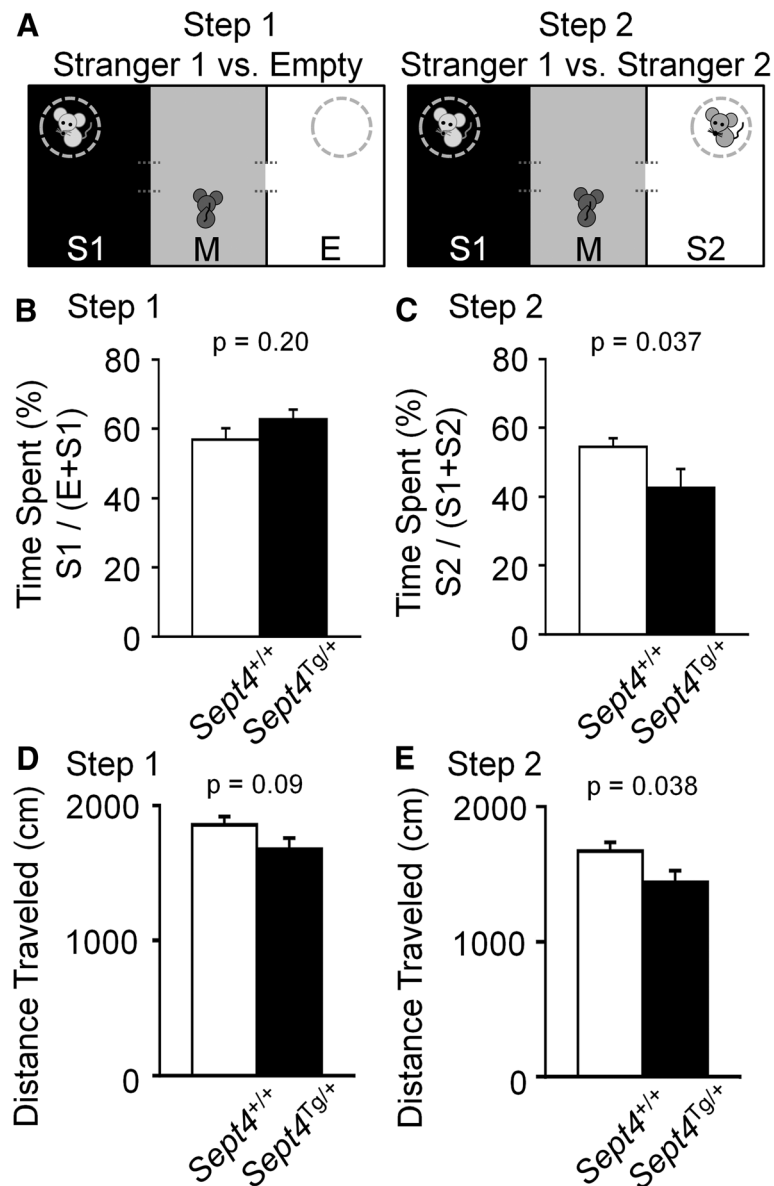 A Step 1 Step 2
Stranger 1 vs. Empty Stranger 1 vs. Stranger 2
S1 M E S1 M S2
B Step 1
p = 0.20
Time Spent (%)
S1 / (E+S1)
80
60
40
20
0
Sept4+/+
Sept4Tg/+
C Step 2
p = 0.037
Time Spent (%)
S2 / (S1+S2)
80
60
40
20
0
Sept4+/+
Sept4Tg/+
D Step 1
p = 0.09
Distance Traveled (cm)
2000
1000
0
Sept4+/+
Sept4Tg/+
E Step 2
p = 0.038
Distance Traveled (cm)
2000
1000
0
Sept4+/+
Sept4Tg/+